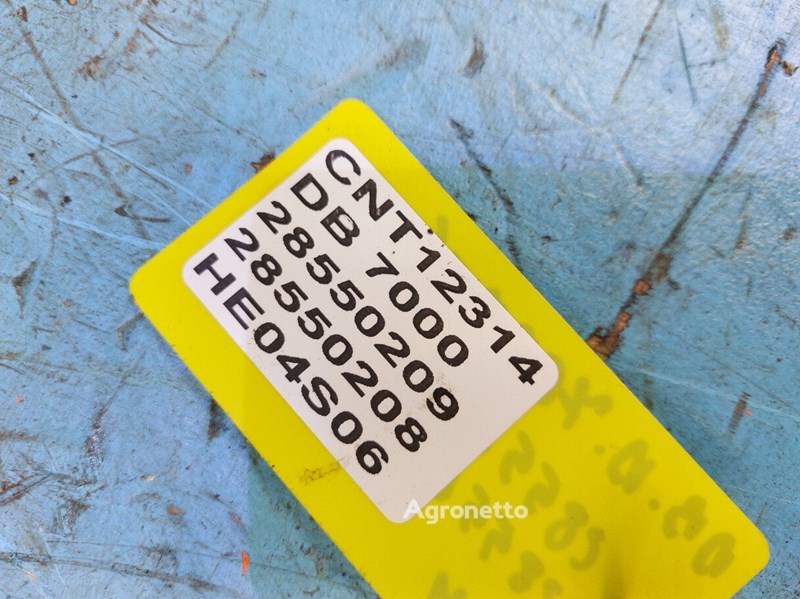 CNT12314
DB 7000
28550209
28550208
HE04S06
Agronetto